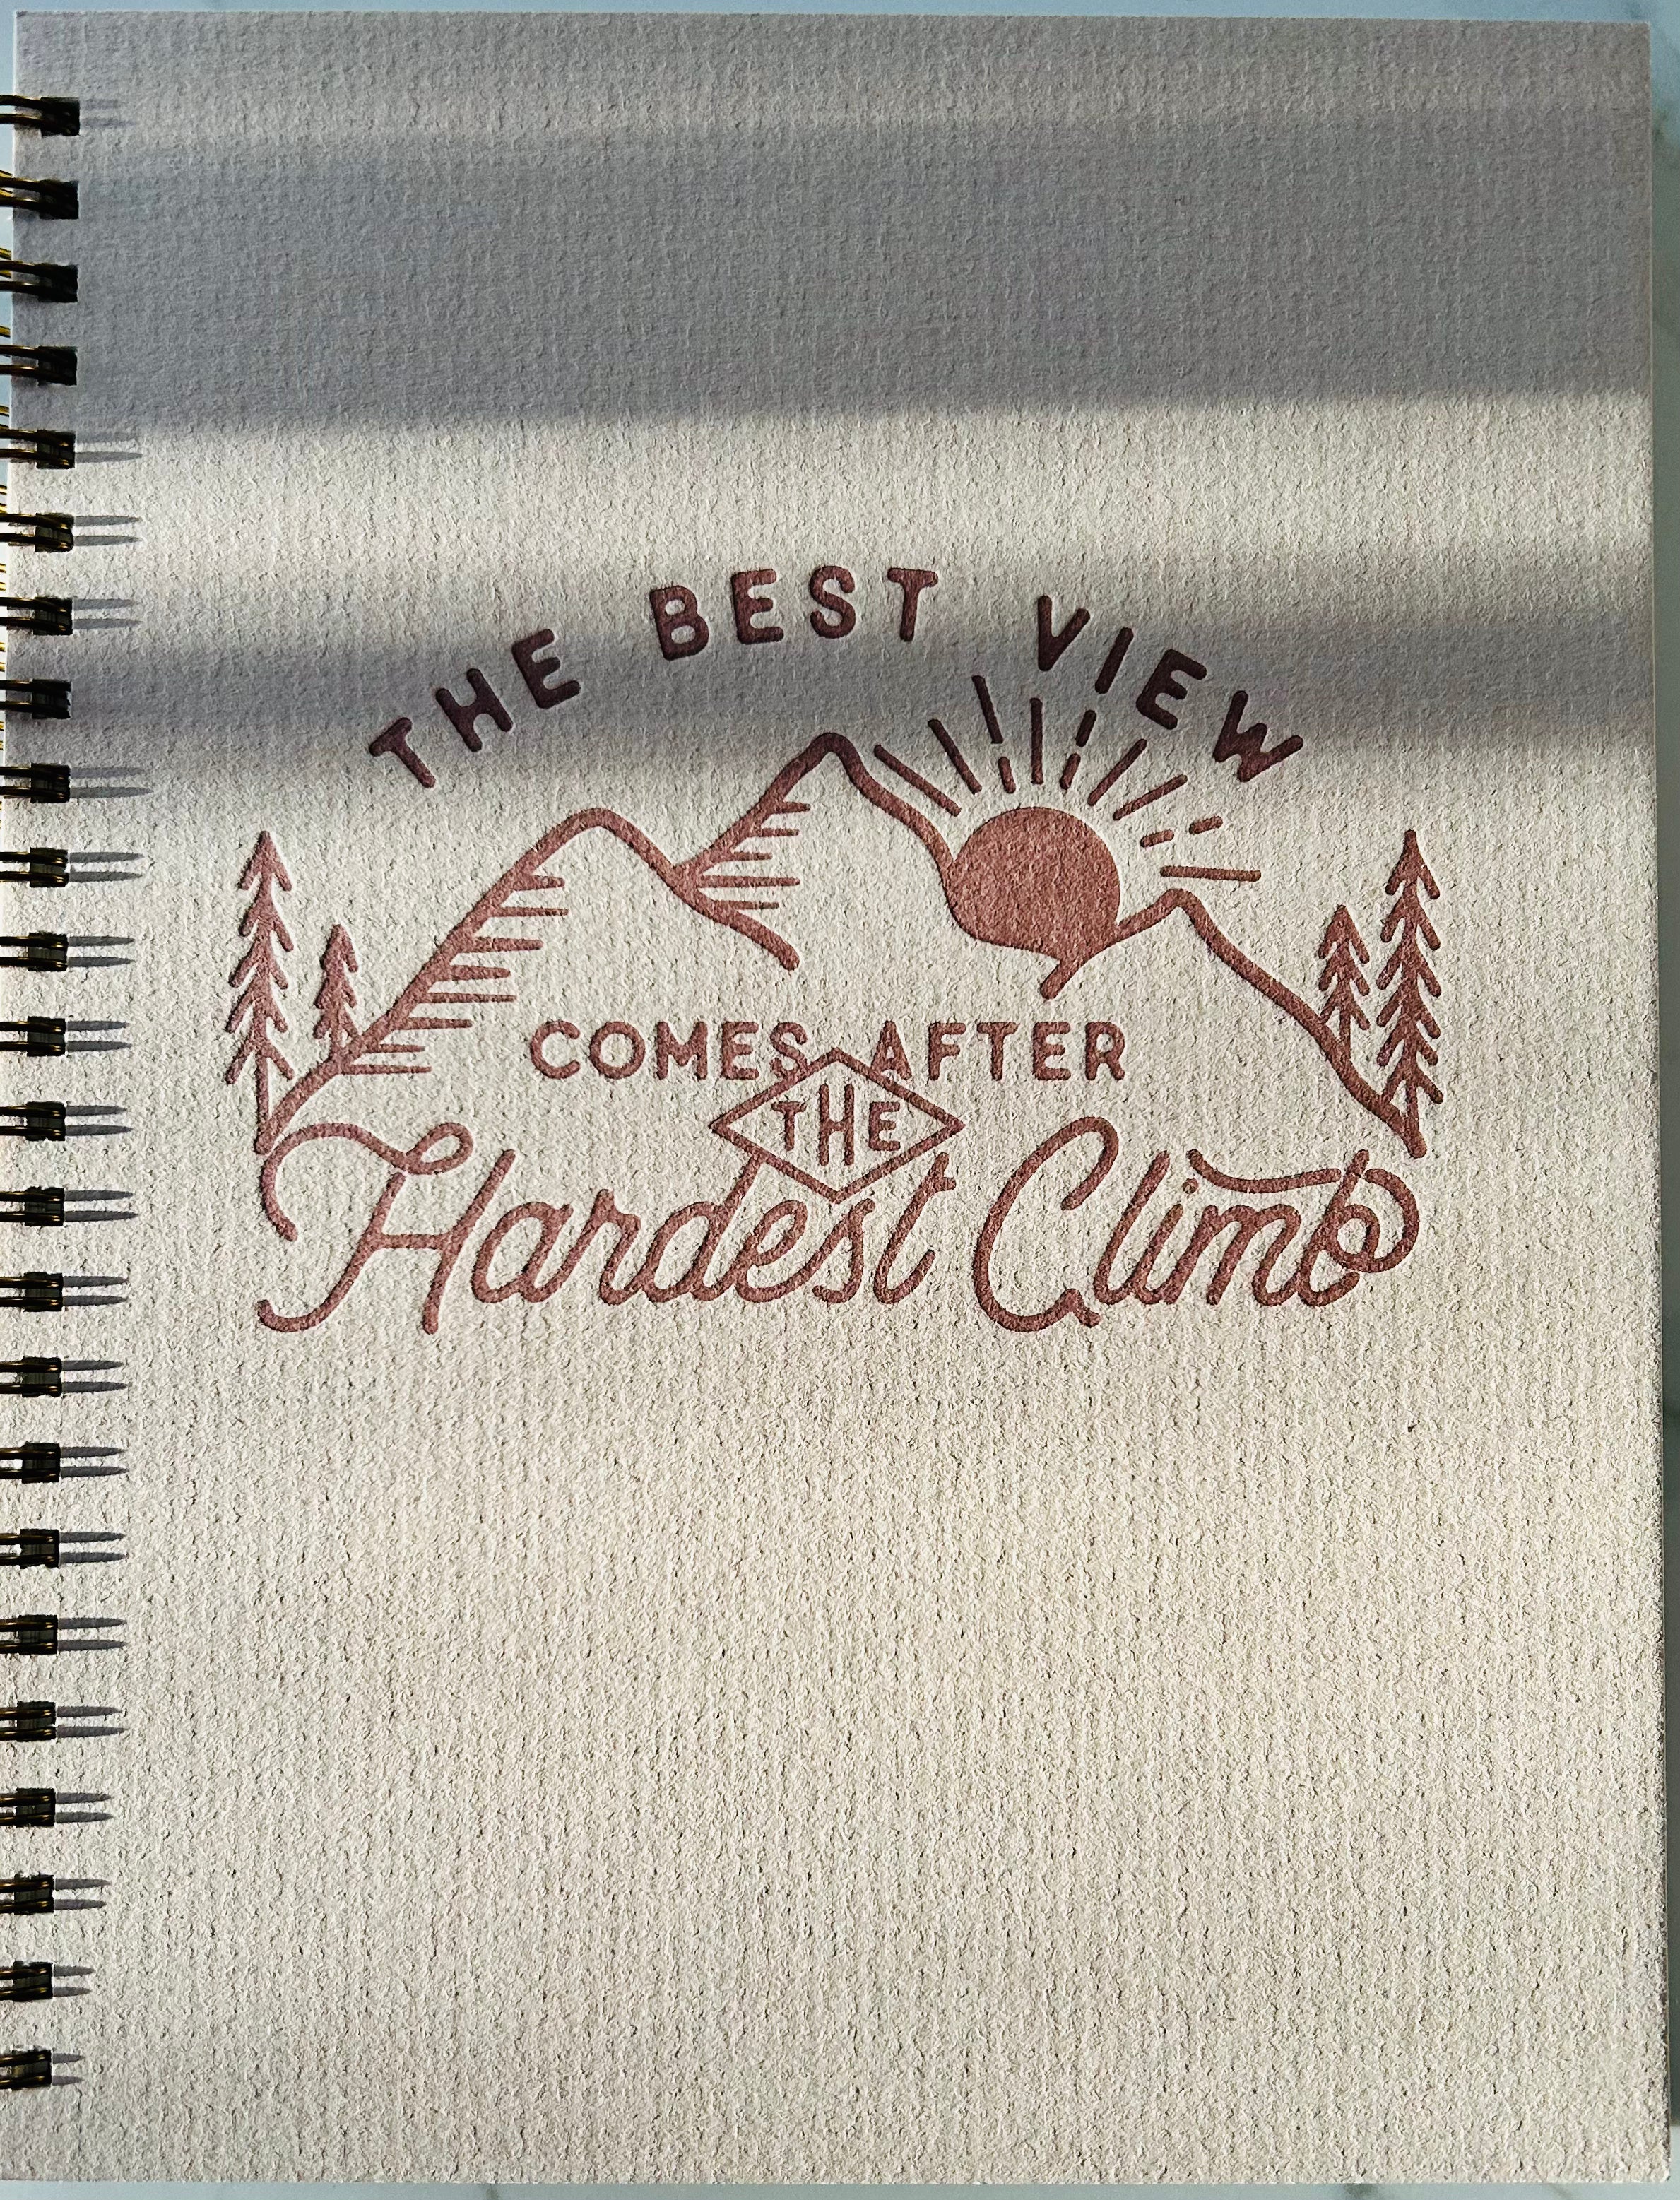 THE BEST VIEW
COMES AFTER
THE
Hardest Climb